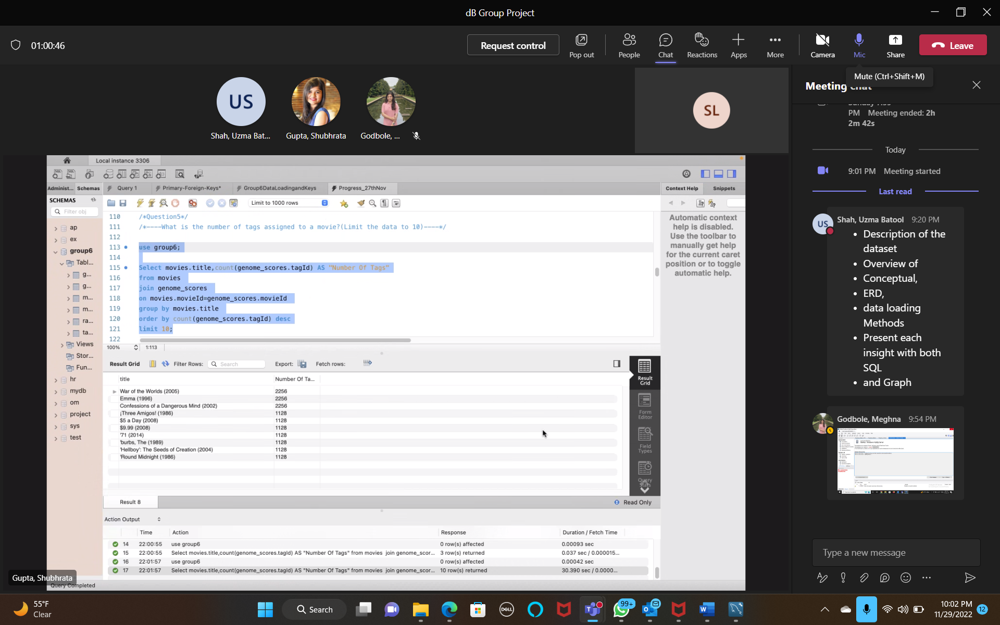 dB Group Project
01:00:46
Request control
Pop out
People
Chat
Reactions
Apps
More
Camera
Mic
Share
Leave
Mute (Ctrl+Shift+M)
US
Shah, Uzma Bat...
Gupta, Shubhrata
Godbole, ...
SL
Meeting chat
PM Meeting ended: 2h
2m 42s
Today
9:01 PM Meeting started
Last read
US
Shah, Uzma Batool 9:20 PM
• Description of the
dataset
• Overview of
• Conceptual,
• ERD,
• data loading
Methods
• Present each
insight with both
SQL
• and Graph
Godbole, Meghna 9:54 PM
Type a new message
Local instance 3306
Administ... Schemas
Query 1
Primary-Foreign-Keys*
Group6DataLoadingandKeys
Progress_27thNov
Context Help
Snippets
SCHEMAS
Filter obj
ap
ex
group6
Tabl...
g...
g...
m...
m...
ra...
ta...
Views
Stor...
Fun...
hr
mydb
om
project
sys
test
Limit to 1000 rows
110 /*Question5*/
111 /*----What is the number of tags assigned to a movie?(Limit the data to 10)----*/
112
113 use group6;
114
115 Select movies.title,count(genome_scores.tagId) AS "Number Of Tags"
116 from movies
117 join genome_scores
118 on movies.movieId=genome_scores.movieId
119 group by movies.title
120 order by count(genome_scores.tagId) desc
121 limit 10;
122
100% 1:113
Automatic context
help is disabled.
Use the toolbar to
manually get help
for the current caret
position or to toggle
automatic help.
Result Grid
Filter Rows:
Search
Export:
Fetch rows:
title Number Of Ta...
War of the Worlds (2005) 2256
Emma (1996) 2256
Confessions of a Dangerous Mind (2002) 2256
¡Three Amigos! (1986) 1128
$5 a Day (2008) 1128
$9.99 (2008) 1128
'71 (2014) 1128
'burbs, The (1989) 1128
'Hellboy': The Seeds of Creation (2004) 1128
'Round Midnight (1986) 1128
Result
Grid
Form
Editor
Field
Types
Query
Stats
Result 8
Read Only
Action Output
Time Action Response Duration / Fetch Time
14 22:00:55 use group6 0 row(s) affected 0.00093 sec
15 22:00:55 Select movies.title,count(genome_scores.tagId) AS "Number Of Tags" from movies join genome_scor... 3 row(s) returned 0.037 sec / 0.000015...
16 22:01:57 use group6 0 row(s) affected 0.00042 sec
17 22:01:57 Select movies.title,count(genome_scores.tagId) AS "Number Of Tags" from movies join genome_scor... 10 row(s) returned 30.390 sec / 0.0000...
Gupta, Shubhrata
Query Completed
55°F
Clear
Search
DELL
99+
10:02 PM
11/29/2022
12